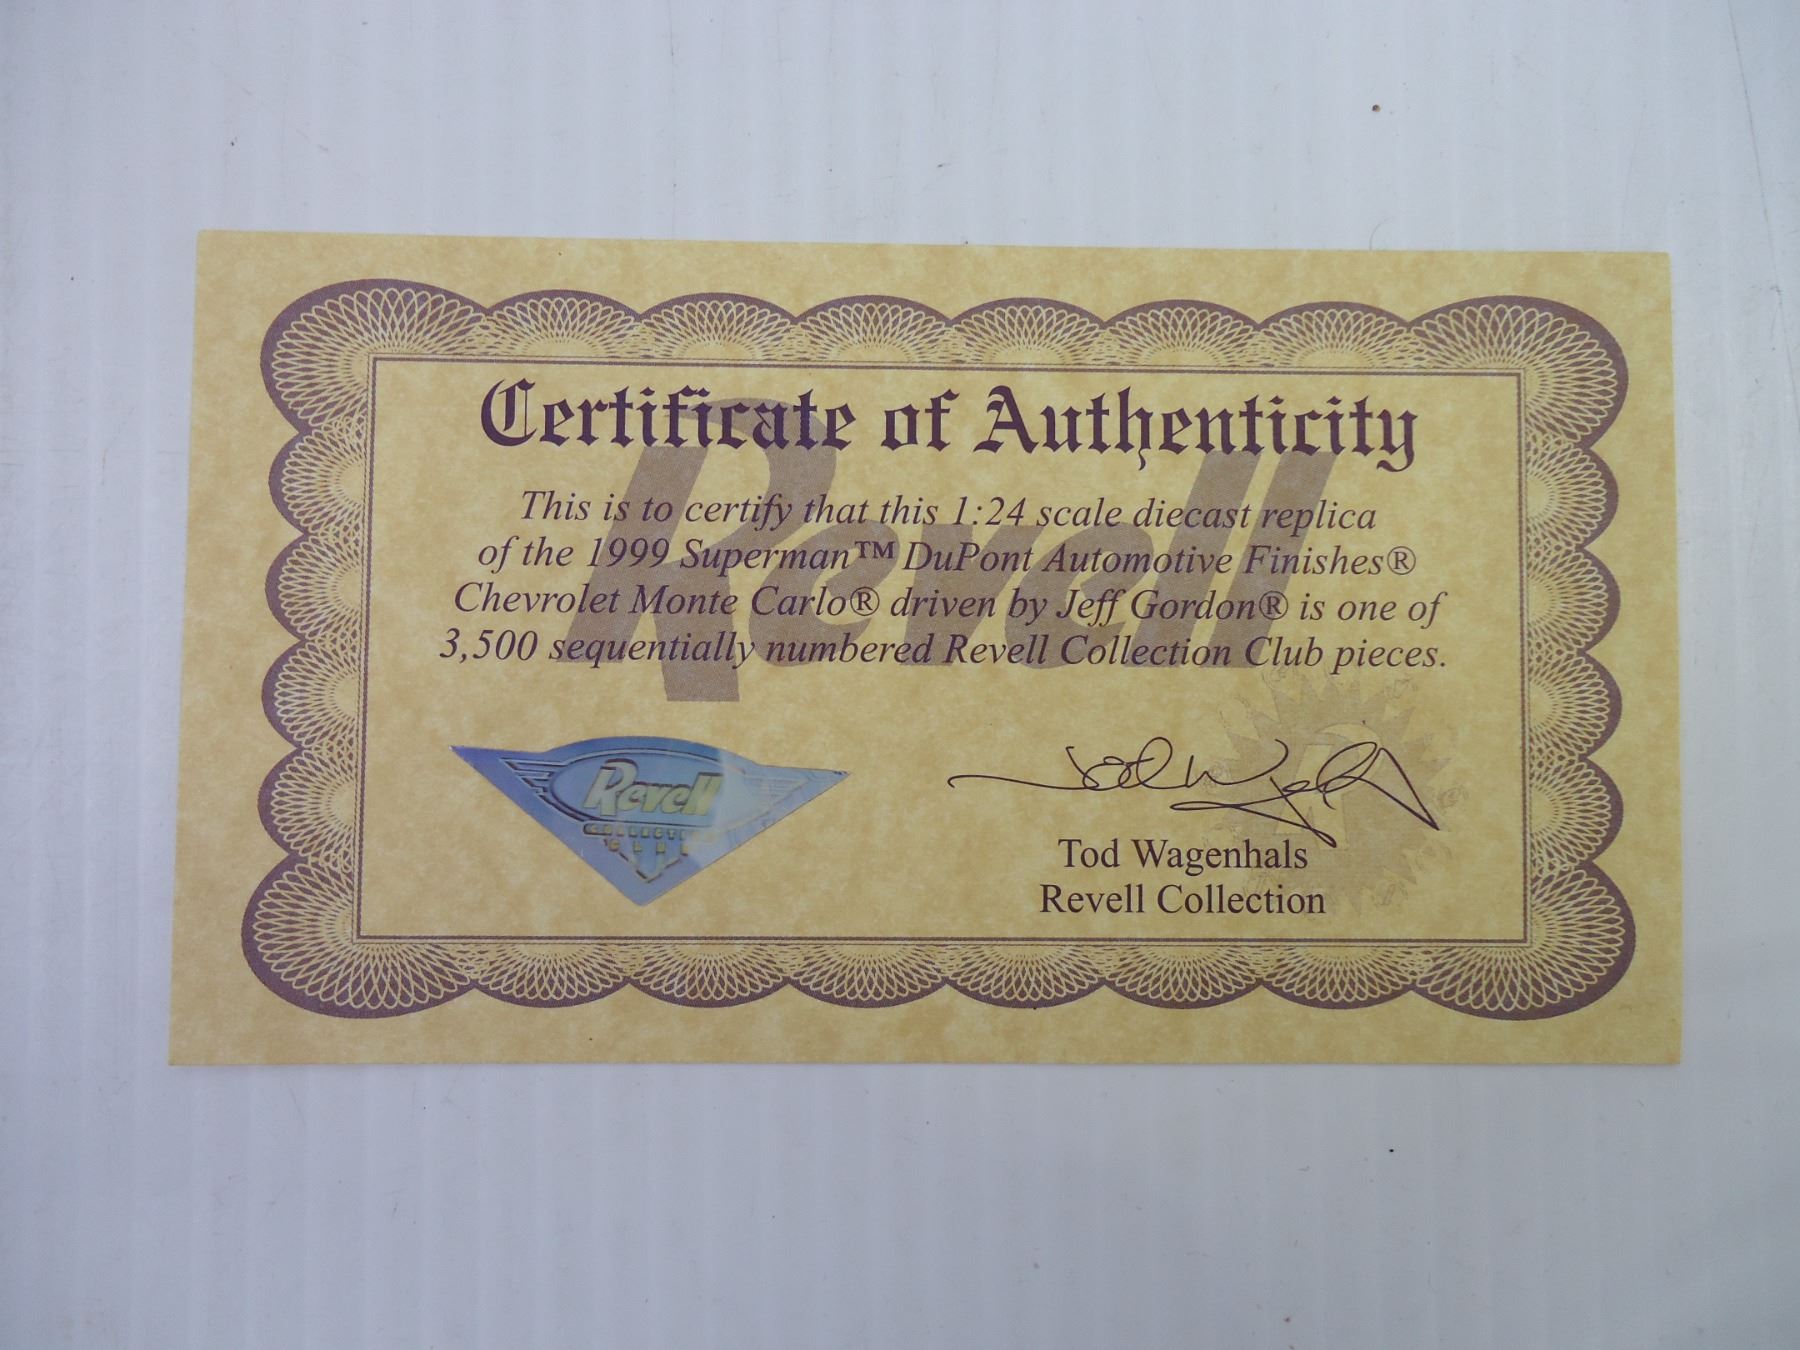 Certificate of Authenticity
Revell
This is to certify that this 1:24 scale diecast replica
of the 1999 Superman™ DuPont Automotive Finishes®
Chevrolet Monte Carlo® driven by Jeff Gordon® is one of
3,500 sequentially numbered Revell Collection Club pieces.
Revell
Tod Wagenhals
Revell Collection